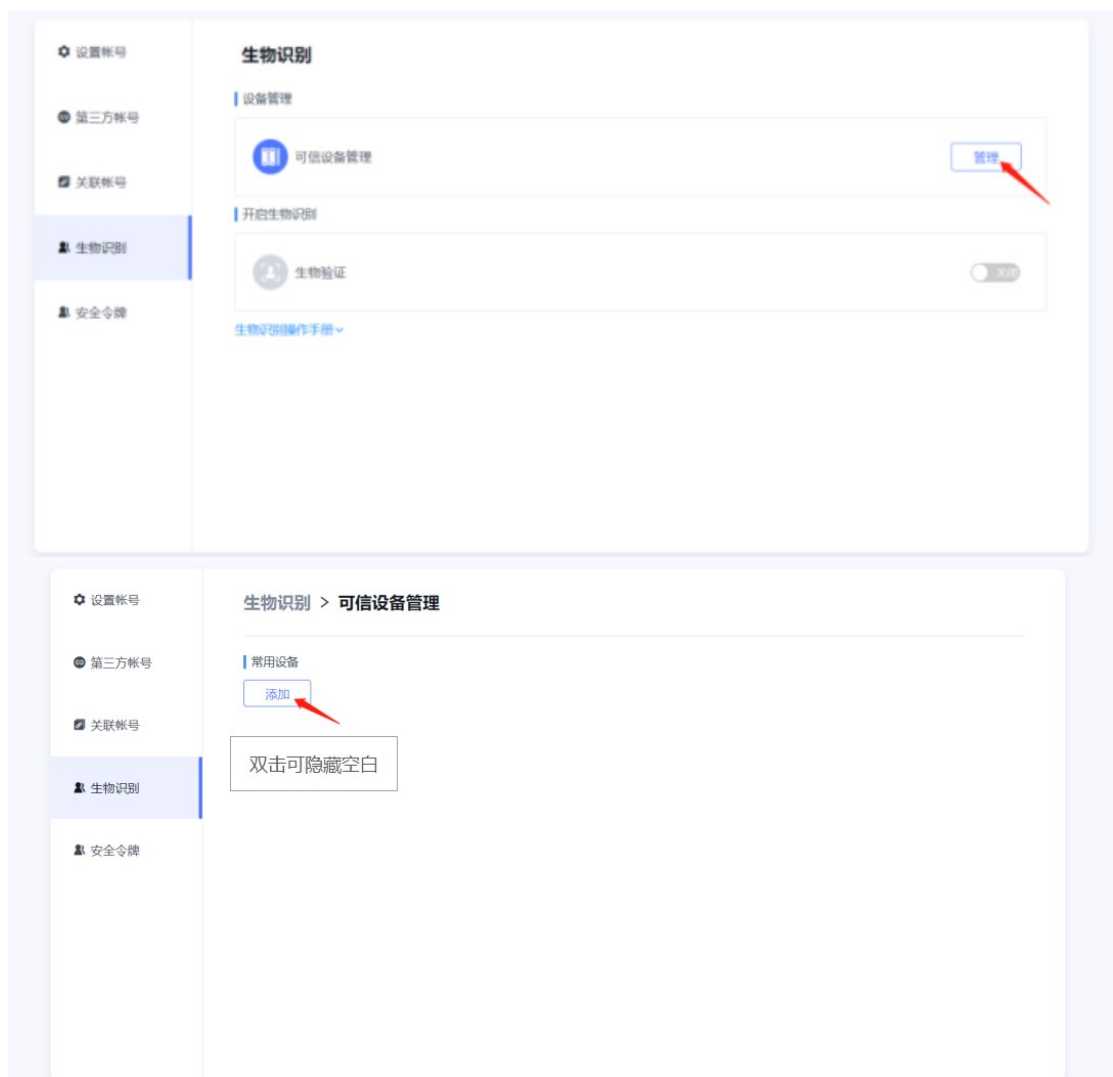 设置帐号
第三方帐号
关联帐号
生物识别
安全令牌
生物识别
设备管理
可信设备管理
管理
开启生物识别
生物验证
关闭
生物识别操作手册
设置帐号
第三方帐号
关联帐号
生物识别
安全令牌
生物识别 > 可信设备管理
常用设备
添加
双击可隐藏空白